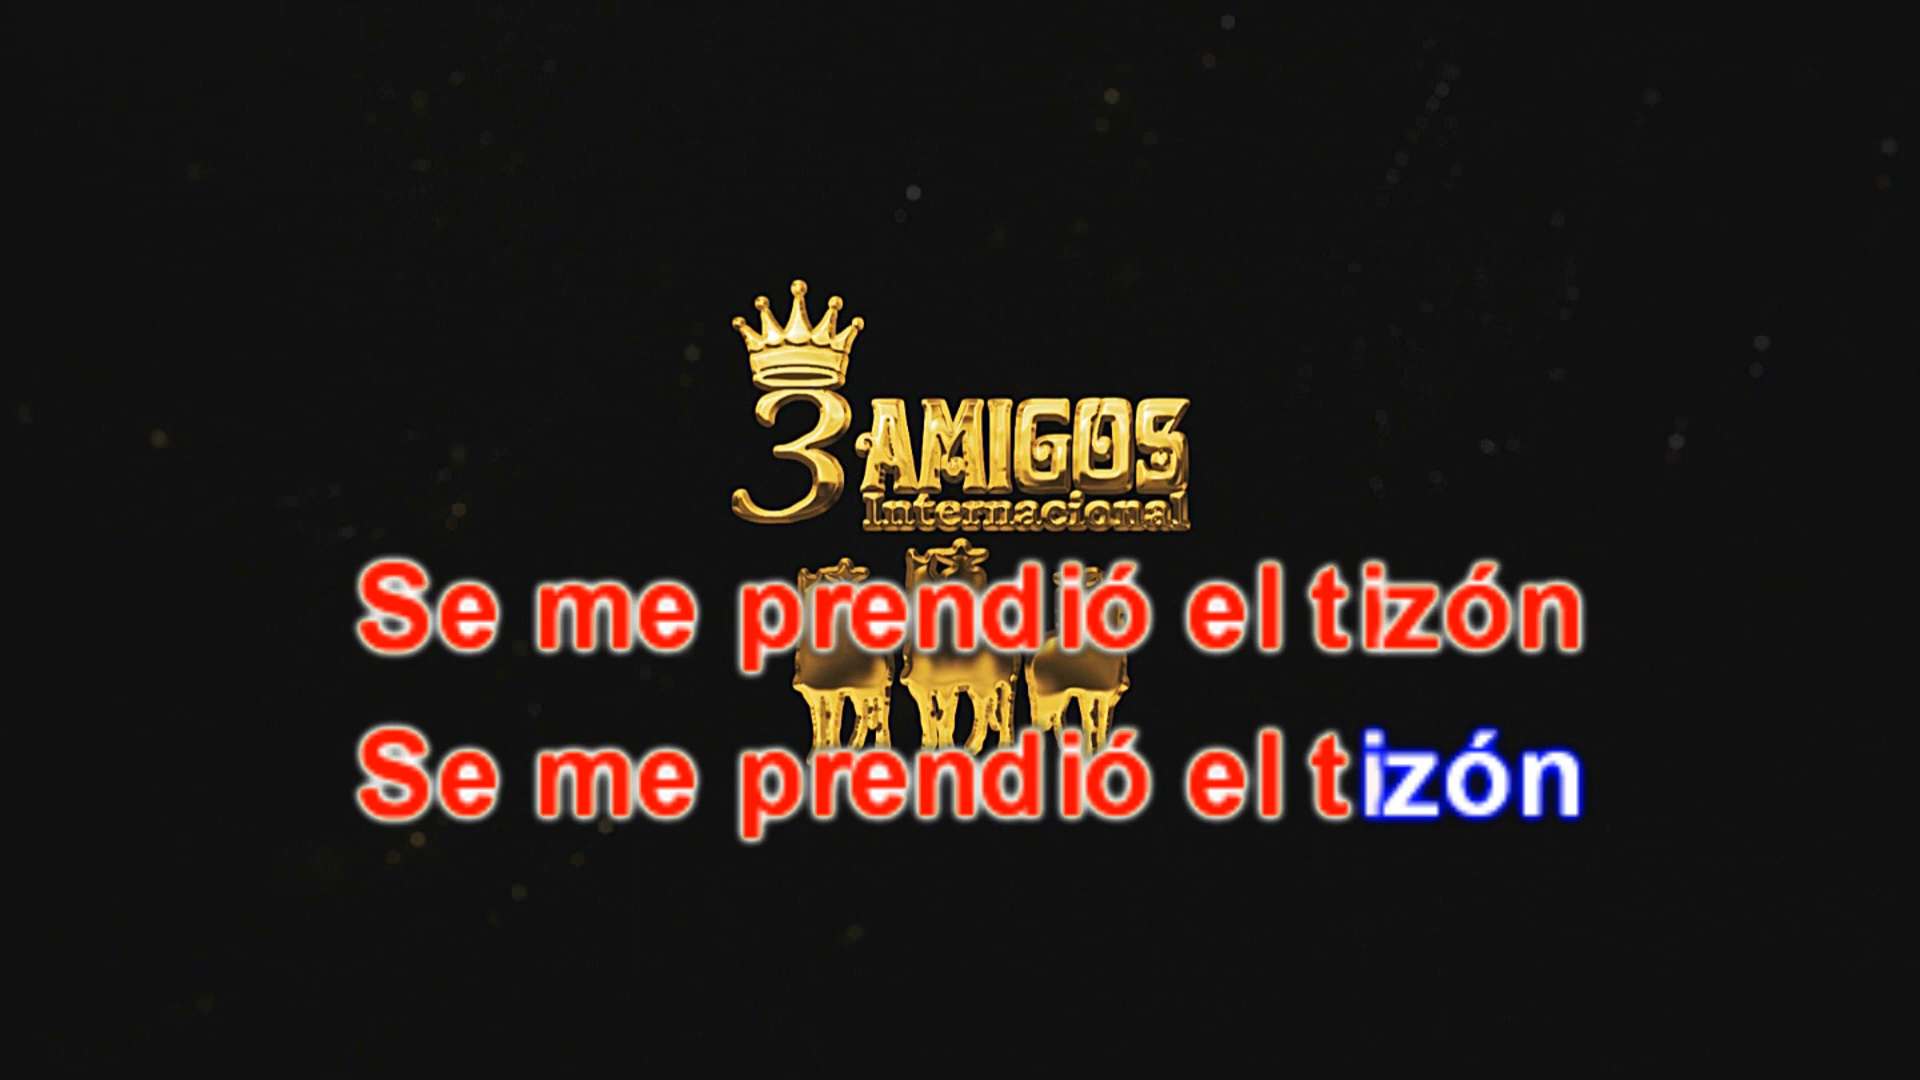 3 AMIGOS
Internacional
Se me prendió el tizón
Se me prendió el tizón